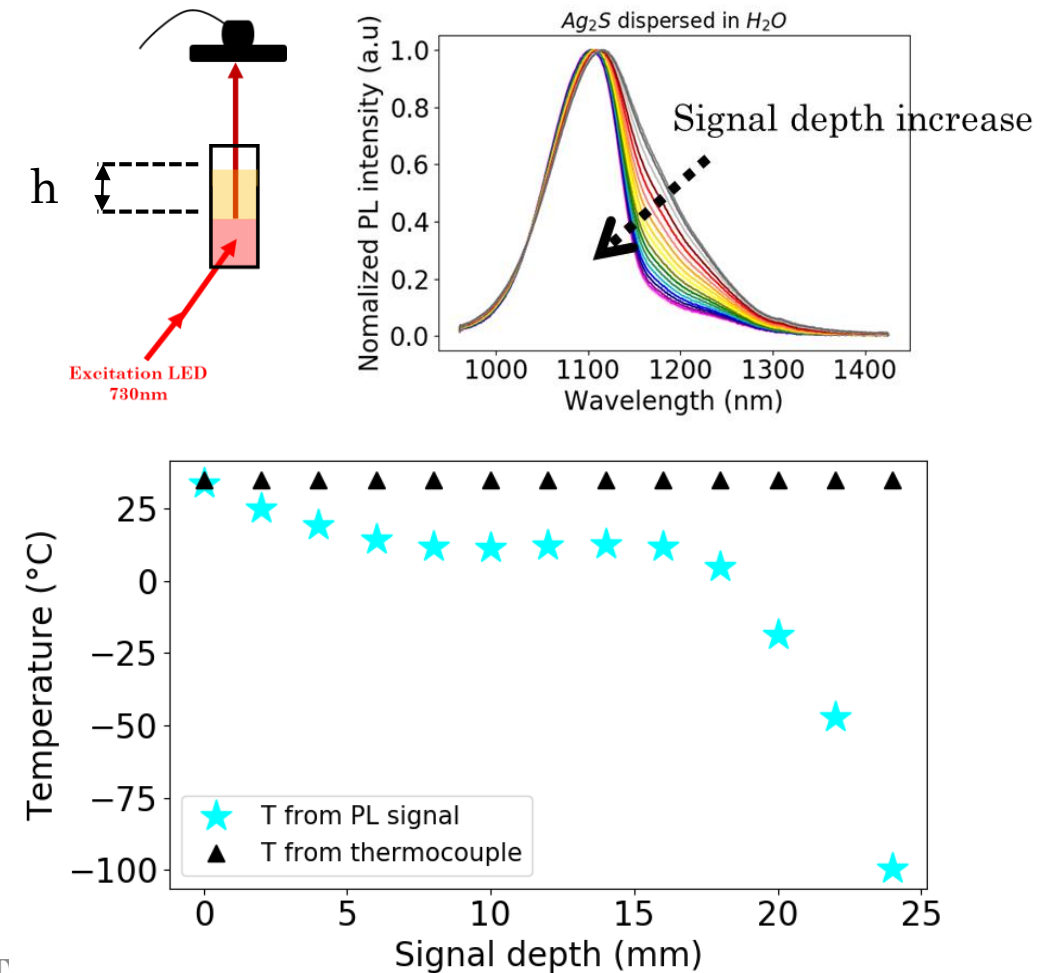 h
Excitation LED
730nm
Ag₂S dispersed in H₂O
Nomalized PL intensity (a.u)
1.0
0.8
0.6
0.4
0.2
0.0
Signal depth increase
1000 1100 1200 1300 1400
Wavelength (nm)
Temperature (°C)
25
0
−25
−50
−75
−100
T from PL signal
T from thermocouple
0 5 10 15 20 25
Signal depth (mm)